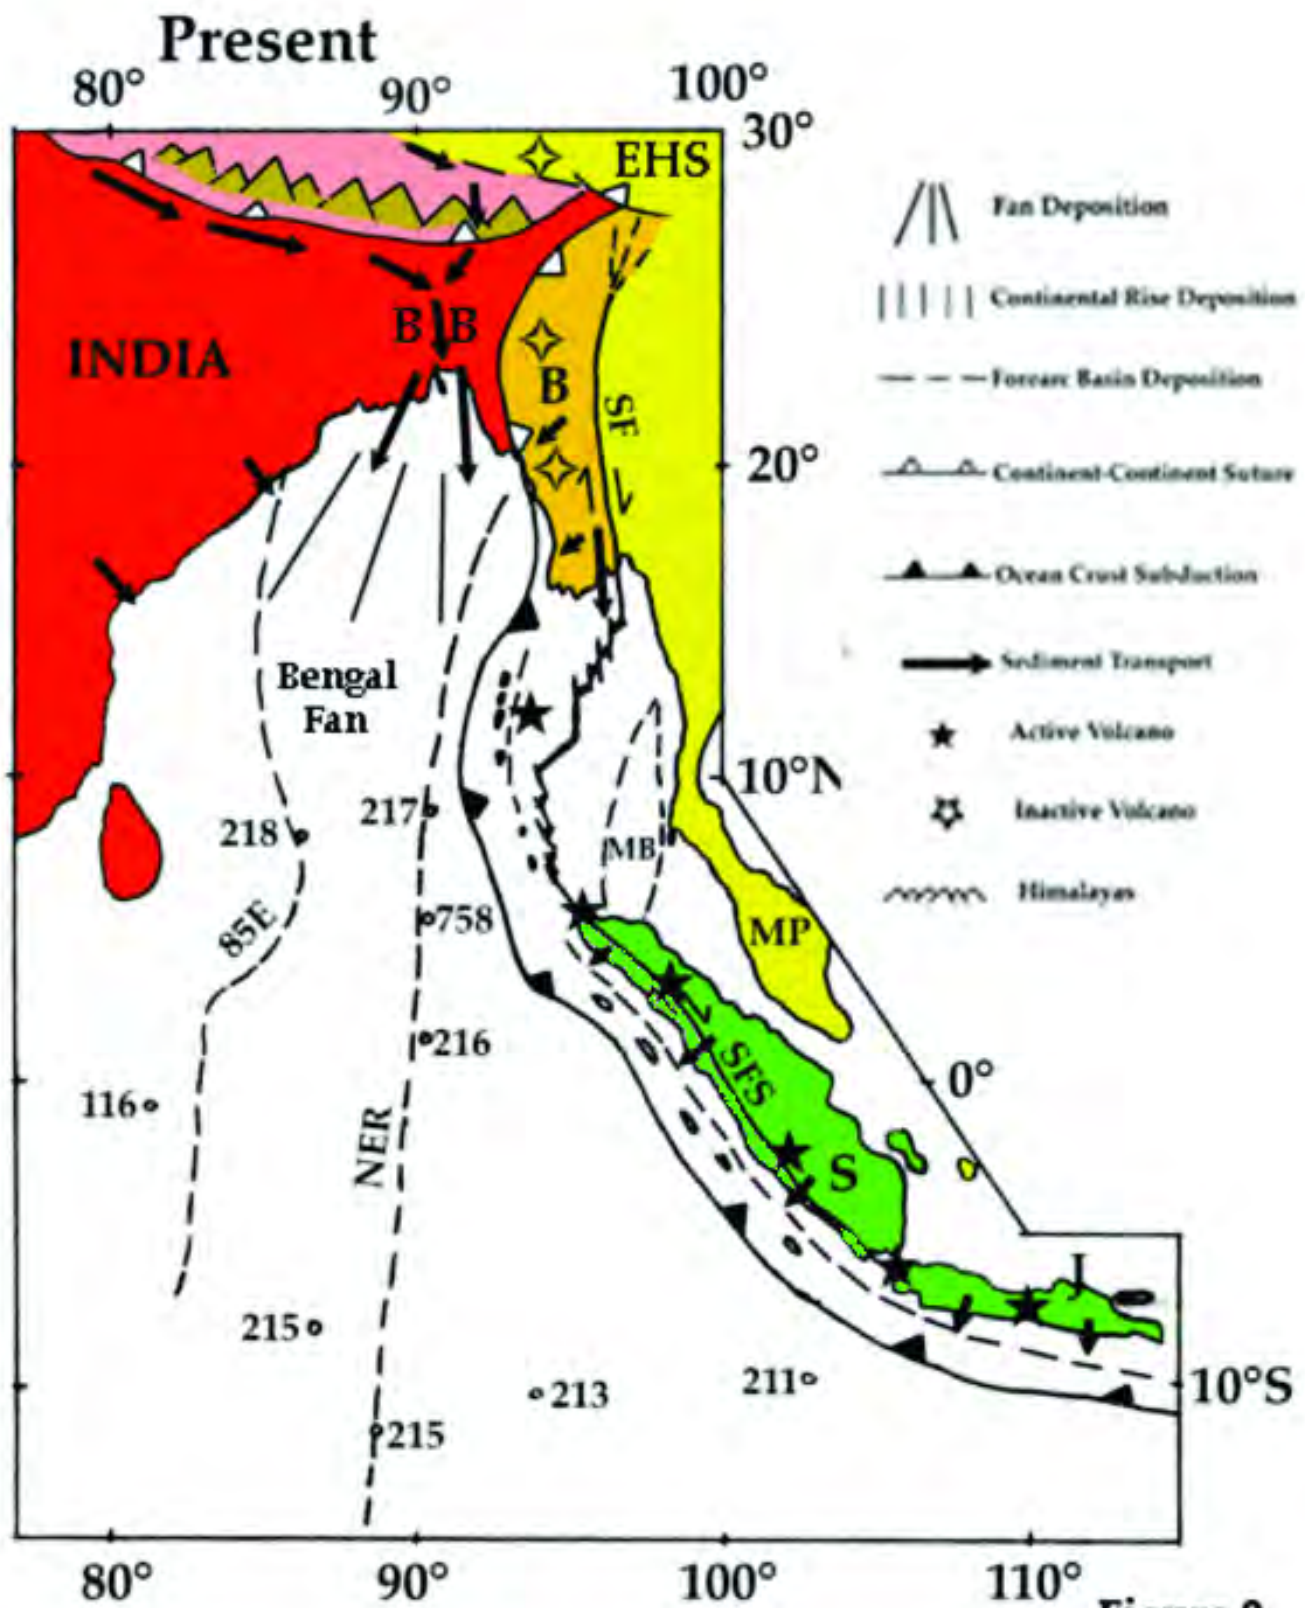 Present
80°
90°
100°
30°
EHS
Fan Deposition
Continental Rise Deposition
B B
INDIA
B
SF
Forearc Basin Deposition
20°
Continent-Continent Suture
Ocean Crust Subduction
Bengal
Fan
Sediment Transport
Active Volcano
10°N
217
218
MB
Inactive Volcano
85E
758
MP
Himalayas
216
116
SFS
0°
NER
S
J
215
213
211
10°S
215
80°
90°
100°
110°